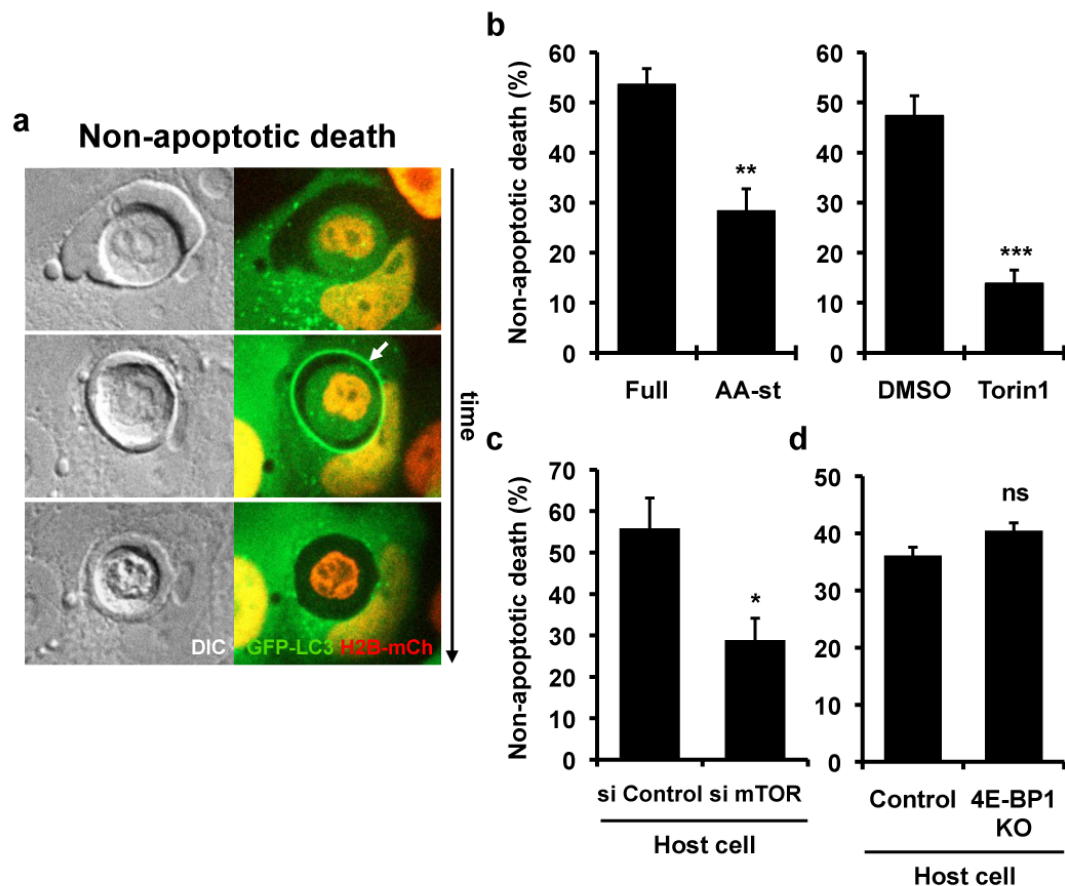 a
Non-apoptotic death
time
DIC
GFP-LC3 H2B-mCh
b
Non-apoptotic death (%)
60
50
40
30
20
10
0
**
Full
AA-st
60
50
40
30
20
10
0
***
DMSO
Torin1
c
Non-apoptotic death (%)
70
60
50
40
30
20
10
0
*
si Control
si mTOR
Host cell
d
50
40
30
20
10
0
ns
Control
4E-BP1
KO
Host cell